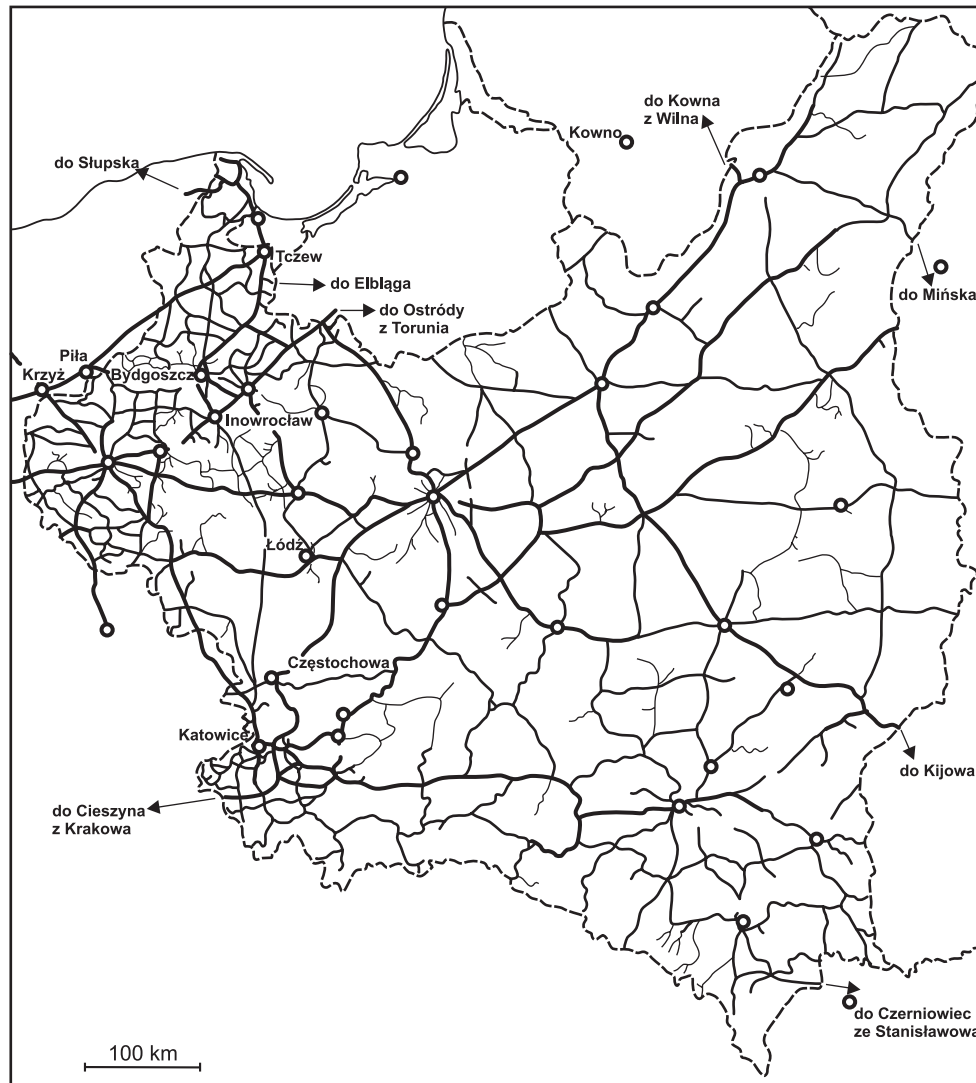 do Kowna
z Wilna
Kowno
do Słupska
Tczew
do Elbląga
do Mińska
do Ostródy
z Torunia
Piła
Krzyż
Bydgoszcz
Inowrocław
Łódź
Częstochowa
Katowice
do Kijowa
do Cieszyna
z Krakowa
do Czerniowiec
ze Stanisławowa
100 km